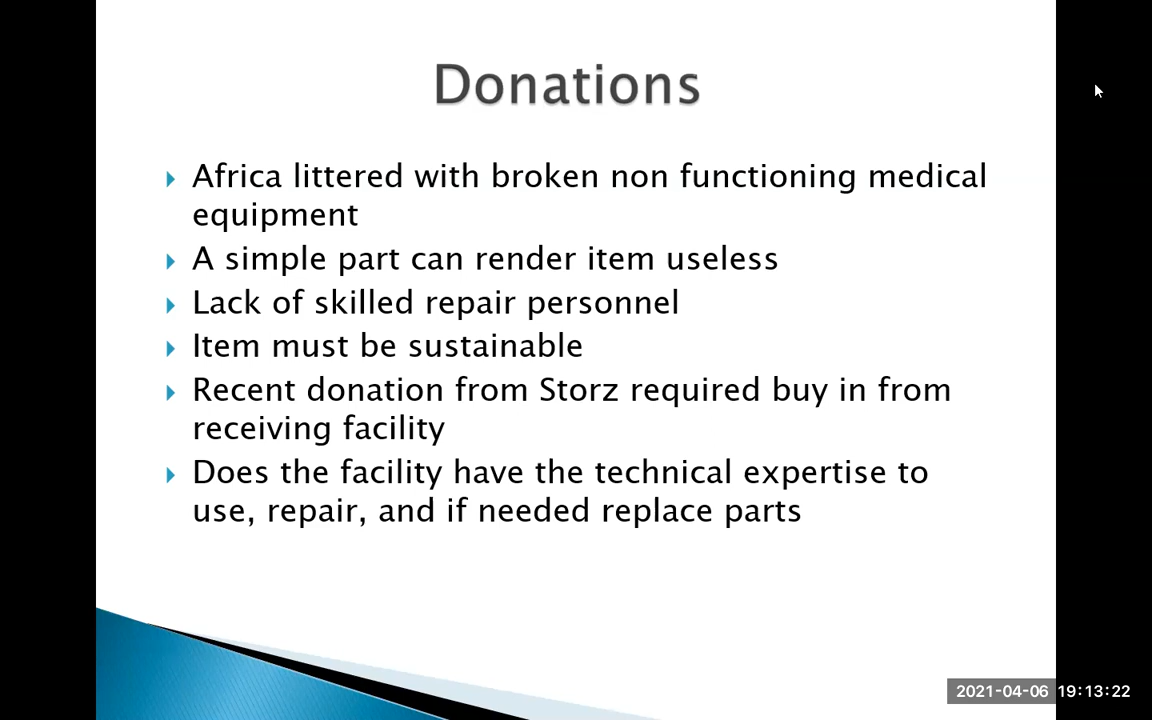 Donations
Africa littered with broken non functioning medical
equipment
A simple part can render item useless
Lack of skilled repair personnel
Item must be sustainable
Recent donation from Storz required buy in from
receiving facility
Does the facility have the technical expertise to
use, repair, and if needed replace parts
2021-04-06 19:13:22